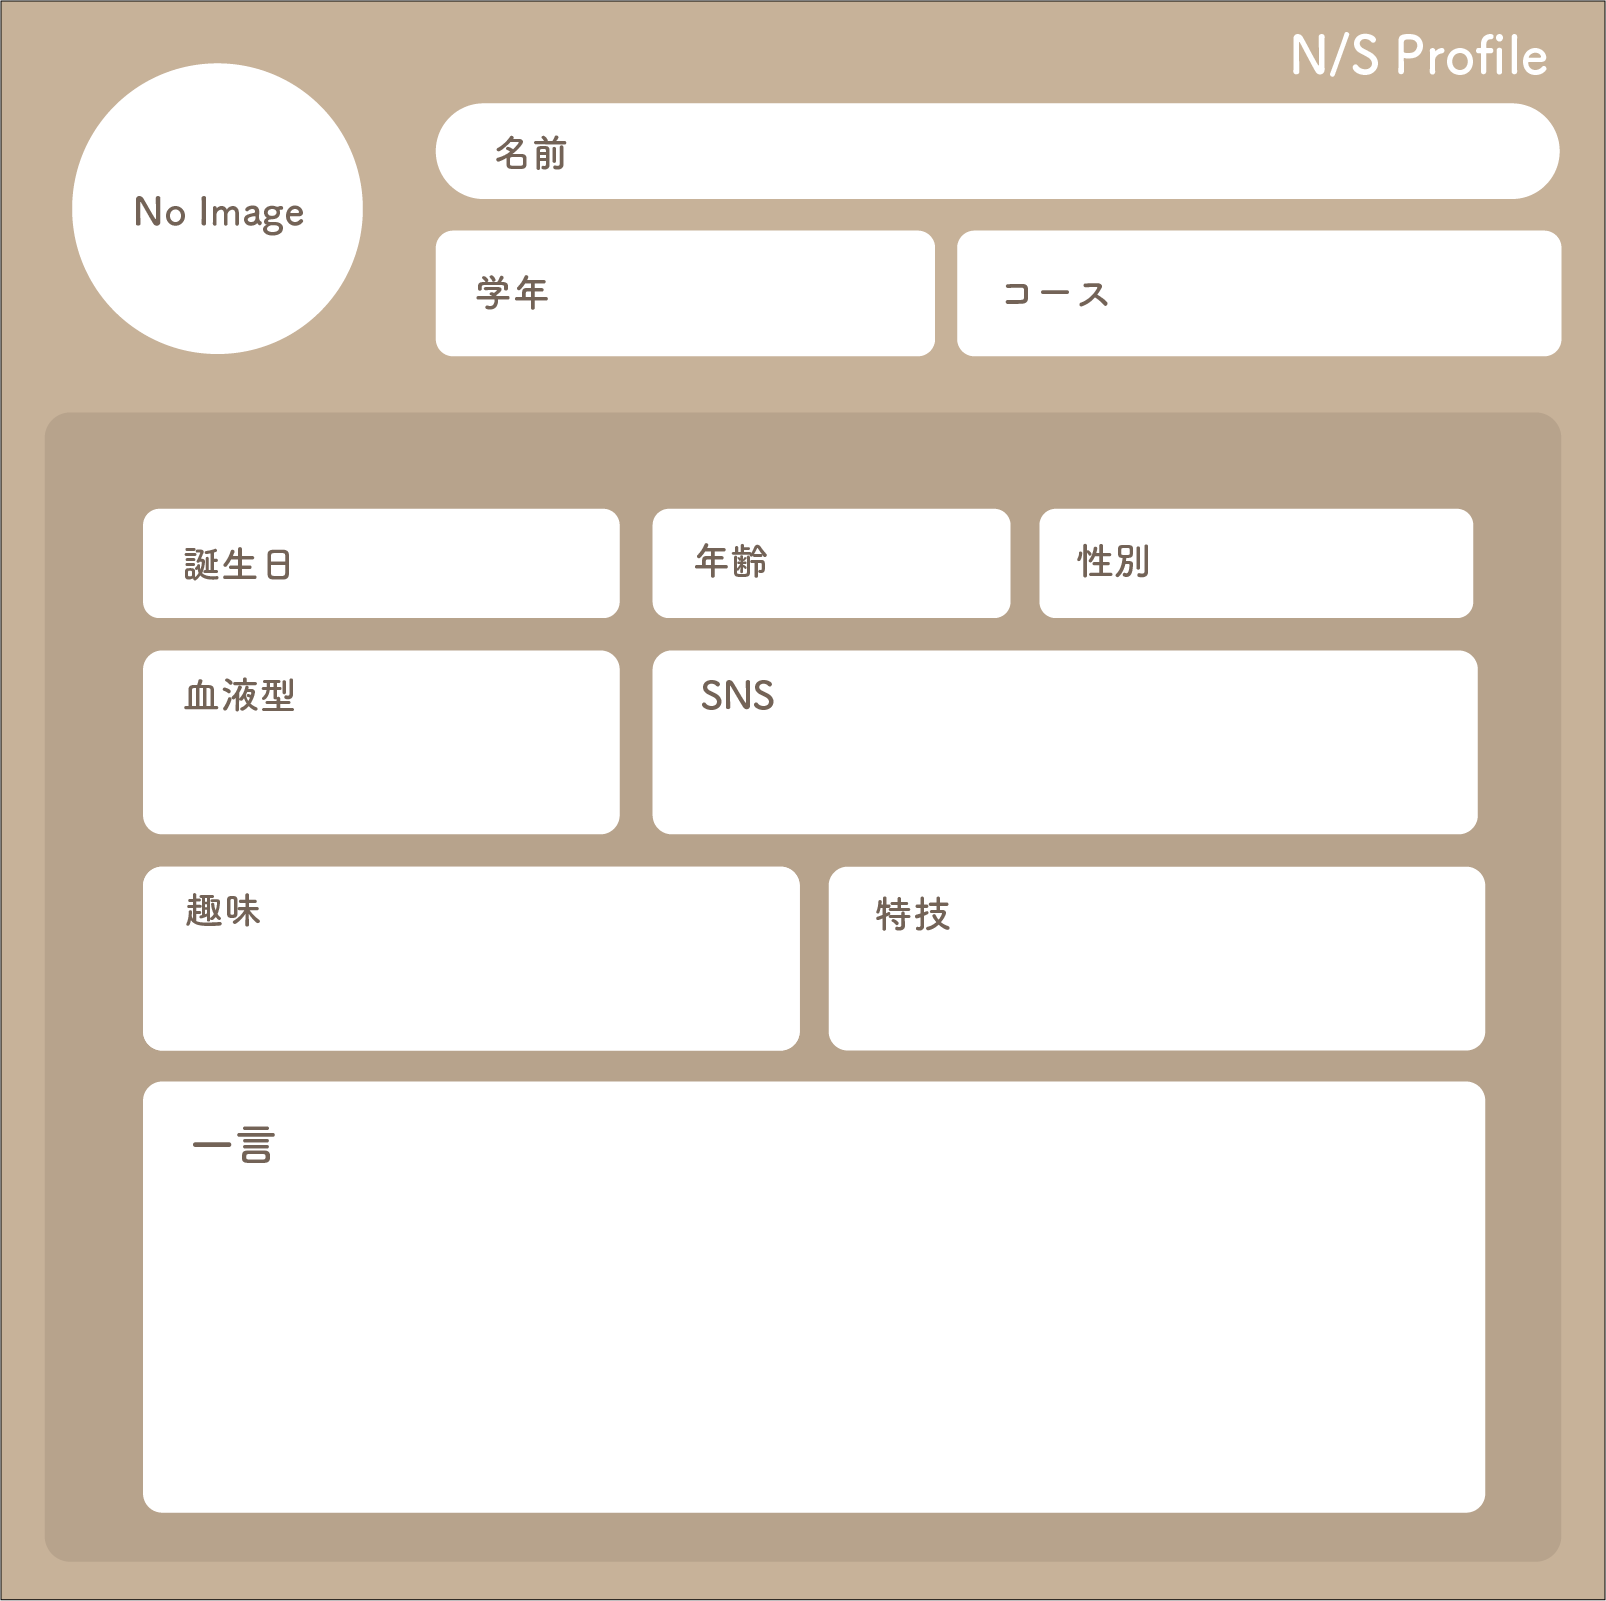 N/S Profile
No Image
名前
学年
コース
誕生日
年齢
性別
血液型
SNS
趣味
特技
一言